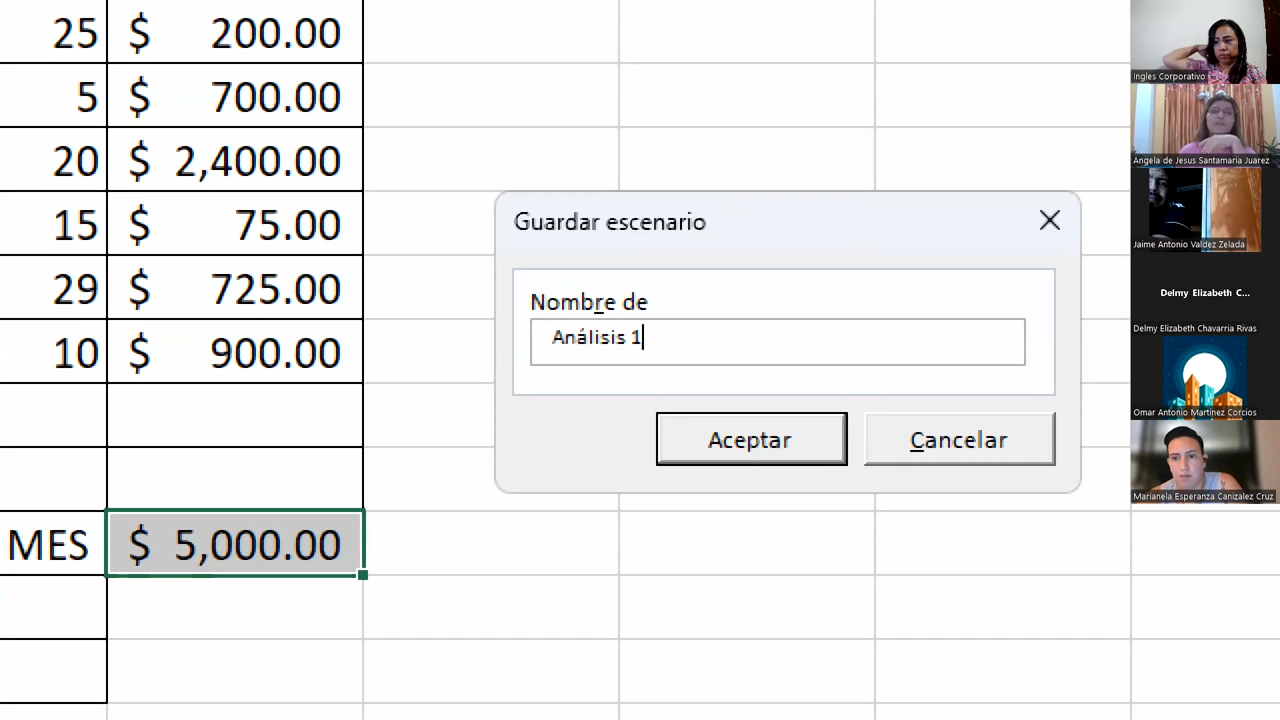 25 $ 200.00
5 $ 700.00
20 $ 2,400.00
15 $ 75.00
29 $ 725.00
10 $ 900.00
MES $ 5,000.00
Guardar escenario
Nombre de
Análisis 1
Aceptar Cancelar
Ingles Corporativo
Angela de Jesus Santamaria Juarez
Jaime Antonio Valdez Zelada
Delmy Elizabeth C...
Delmy Elizabeth Chavarria Rivas
Omar Antonio Martinez Corcios
Marianela Esperanza Canizalez Cruz